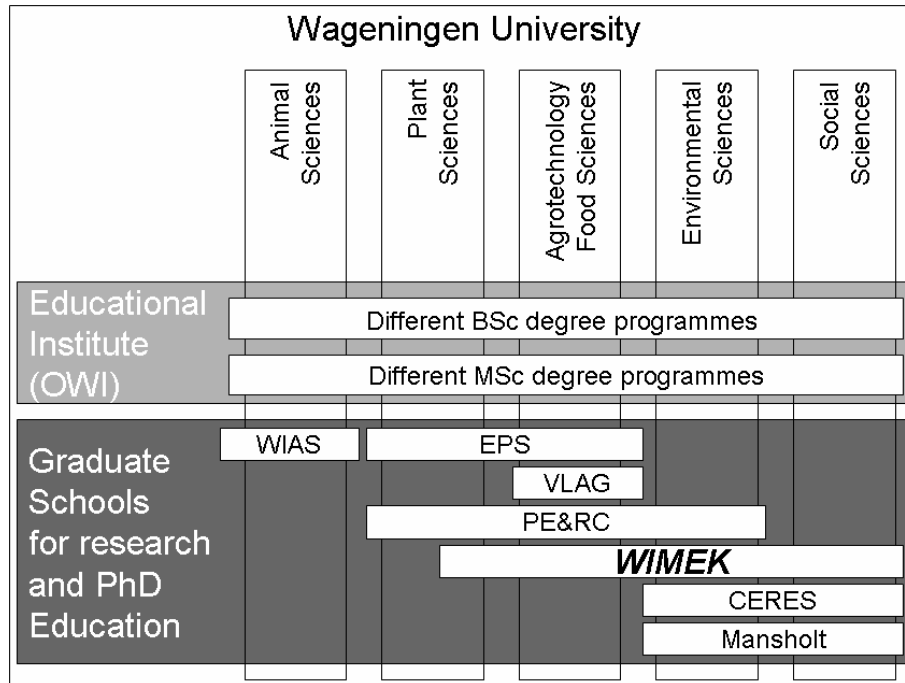 Wageningen University
Animal
Sciences
Plant
Sciences
Agrotechnology
Food Sciences
Environmental
Sciences
Social
Sciences
Educational
Institute
(OWI)
Different BSc degree programmes
Different MSc degree programmes
Graduate
Schools
for research
and PhD
Education
WIAS
EPS
VLAG
PE&RC
WIMEK
CERES
Mansholt